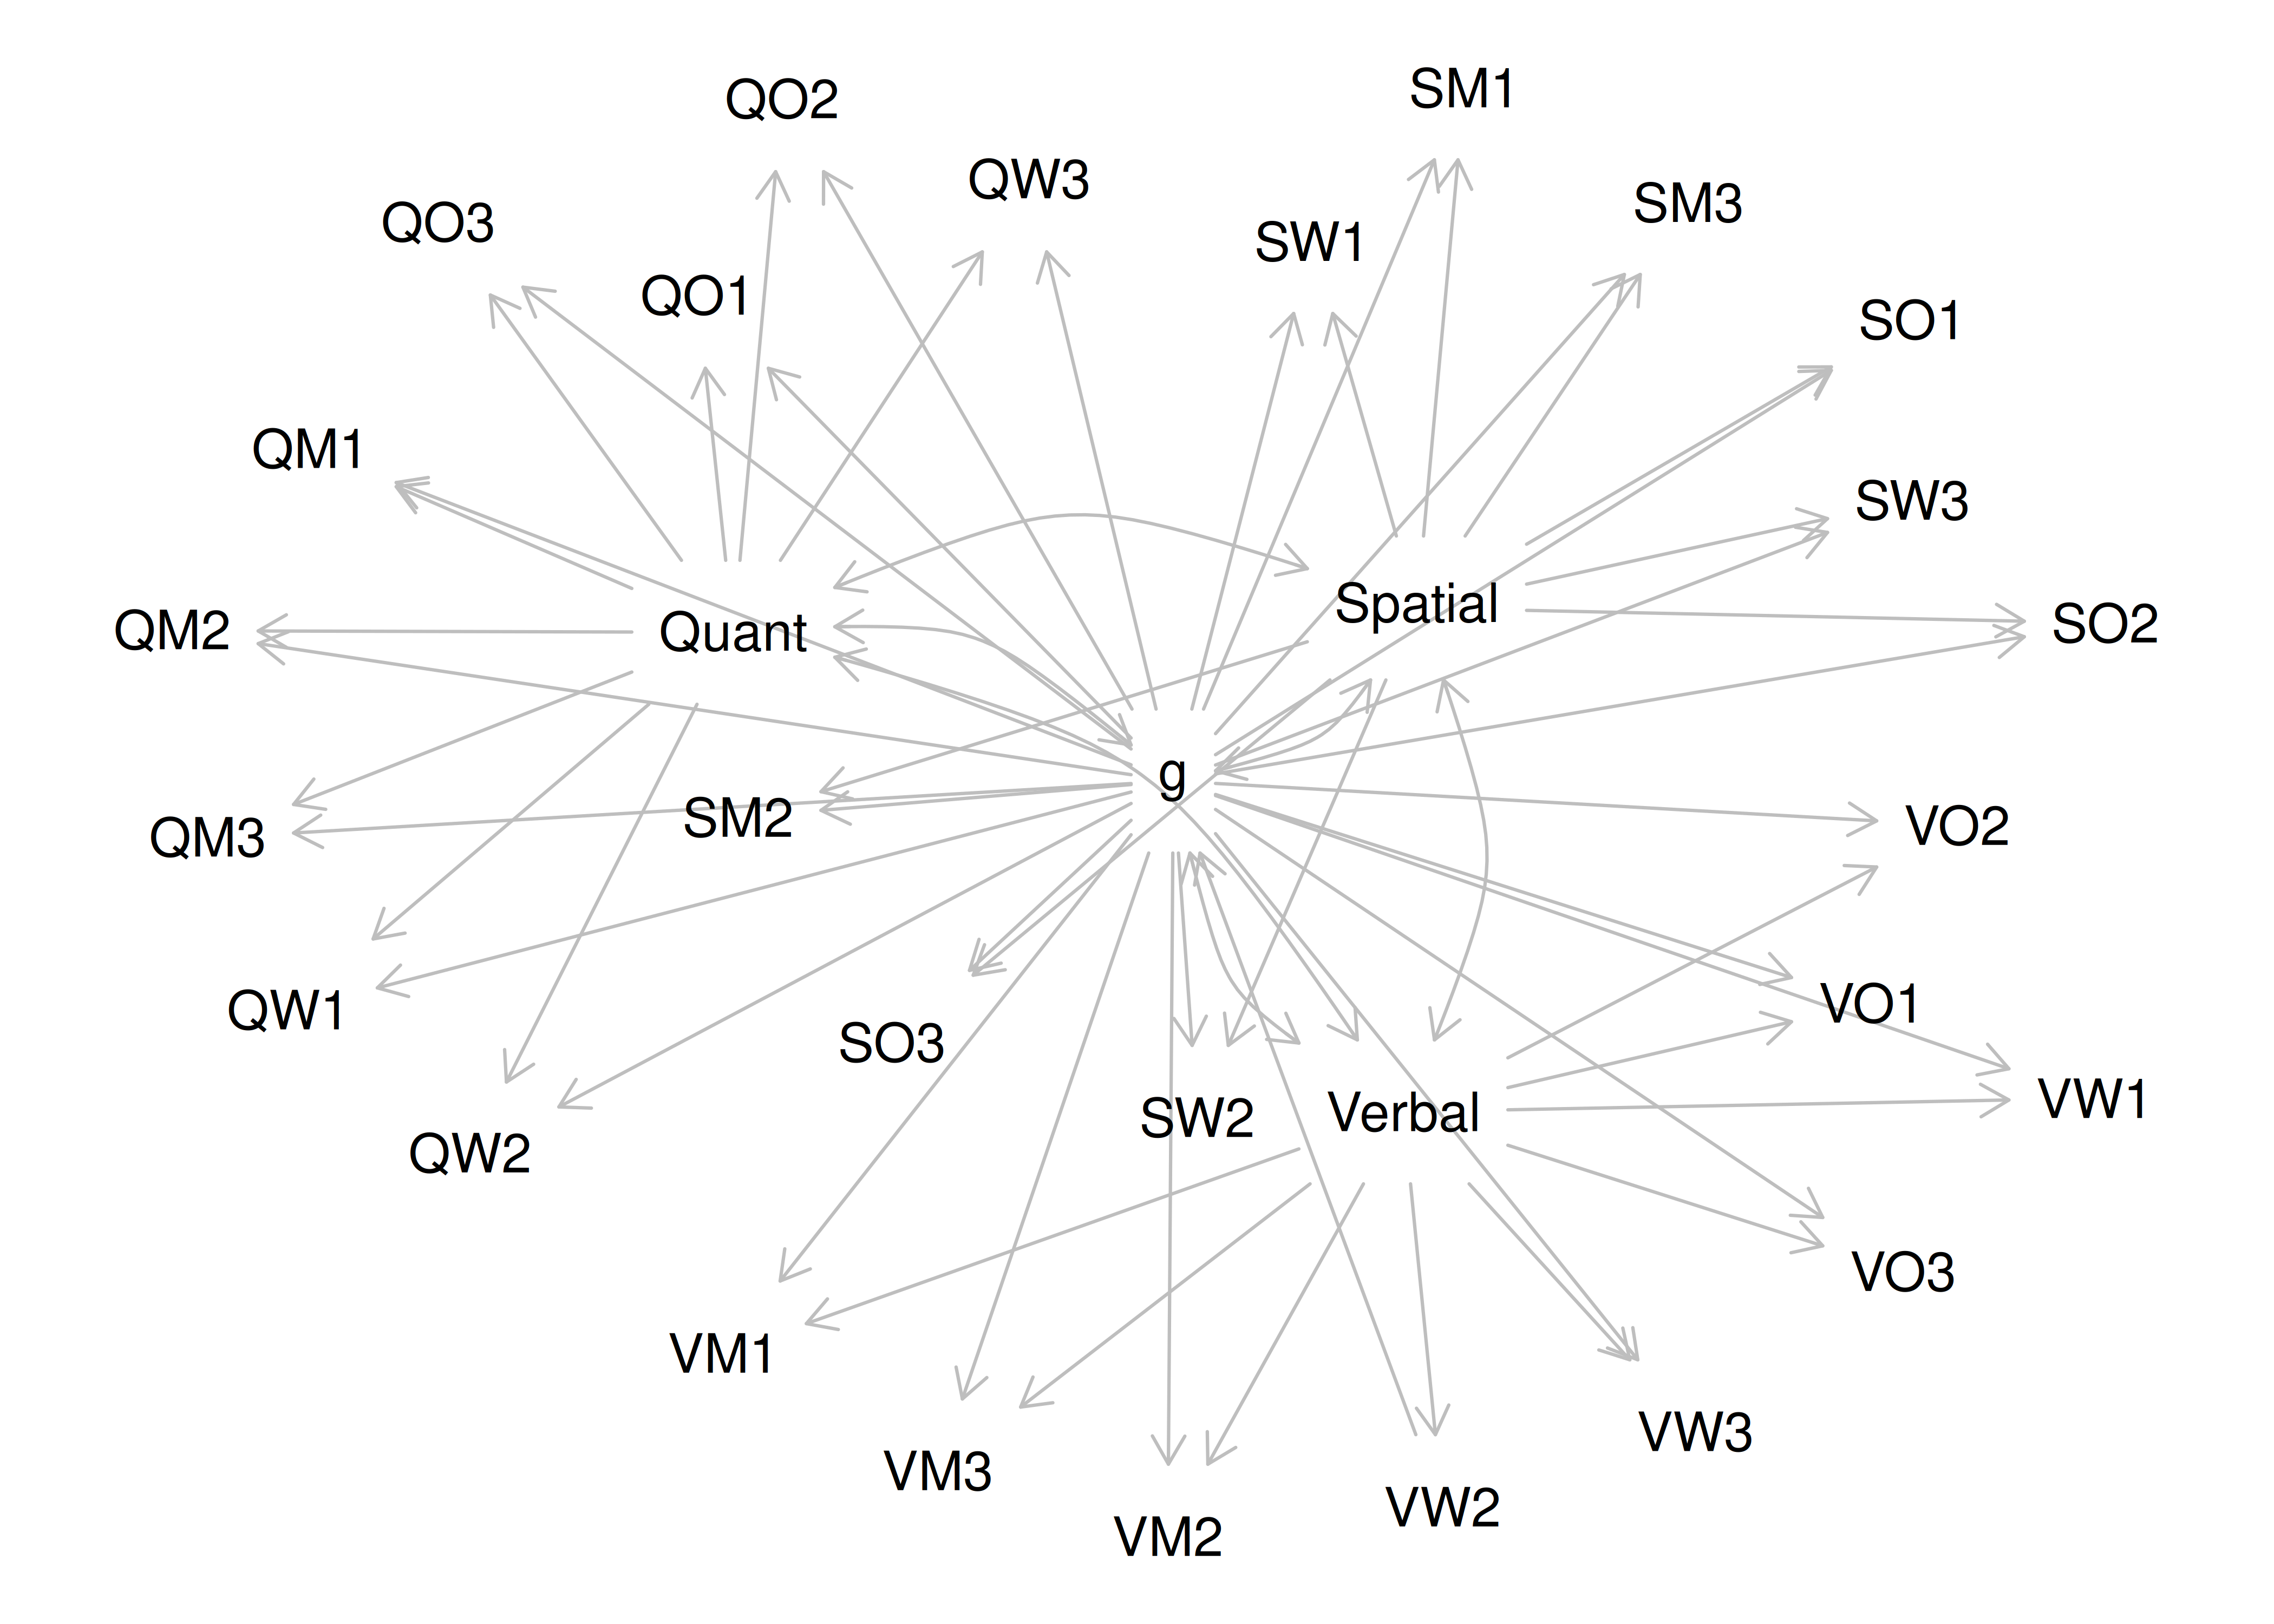 SM1
QO2
QW3
SM3
QO3
SW1
QO1
SO1
QM1
SW3
Spatial
SO2
QM2
Quant
g
SM2
VO2
QM3
VO1
QW1
SO3
VW1
SW2
Verbal
QW2
VO3
VM1
VW3
VM3
VW2
VM2